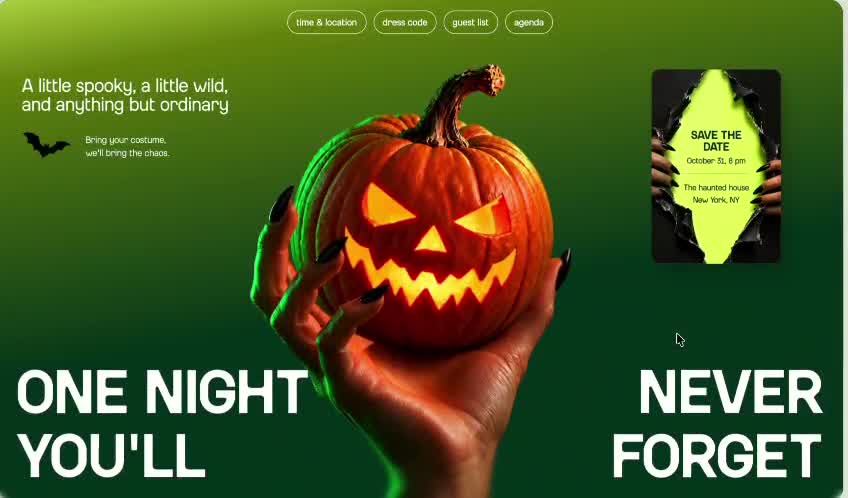 time & location
dress code
guest list
agenda
A little spooky, a little wild,
and anything but ordinary
Bring your costume,
we'll bring the chaos.
SAVE THE
DATE
October 31, 8 pm
The haunted house
New York, NY
ONE NIGHT
YOU'LL
NEVER
FORGET